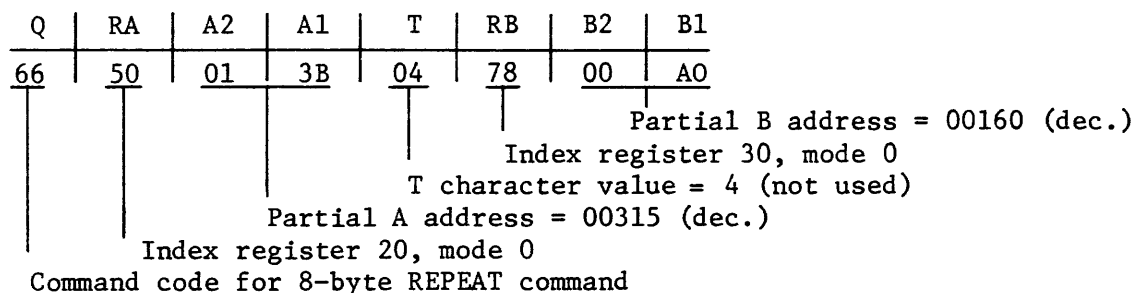 Q RA A2 A1 T RB B2 B1
66 50 01 3B 04 78 00 A0
Partial B address = 00160 (dec.)
Index register 30, mode 0
T character value = 4 (not used)
Partial A address = 00315 (dec.)
Index register 20, mode 0
Command code for 8-byte REPEAT command